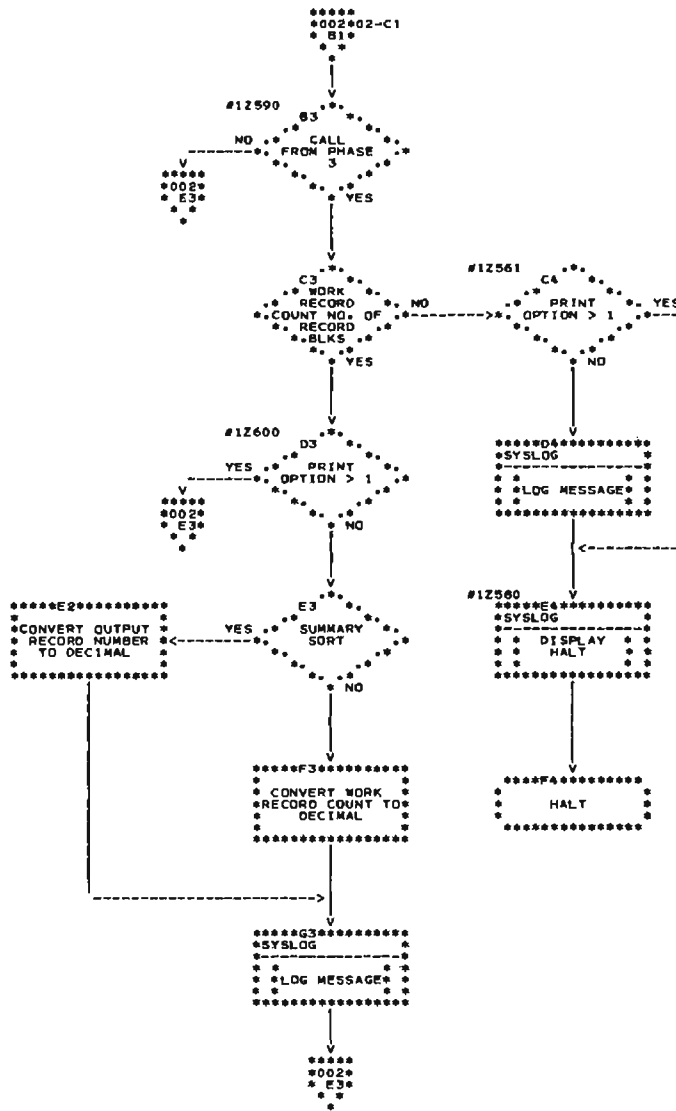 *002*02-C1
B1
#1Z590
B3
CALL
FROM PHASE
3
NO
YES
*002*
E3*
#1Z561
C3
WORK
RECORD
COUNT NO. OF
RECORD
BLKS
NO
YES
C4
PRINT
OPTION > 1
YES
NO
#1Z600
D3
PRINT
OPTION > 1
YES
NO
*002*
E3*
D4
SYSLOG
LOG MESSAGE
E2
CONVERT OUTPUT
RECORD NUMBER
TO DECIMAL
E3
SUMMARY
SORT
YES
NO
#1Z560
E4
SYSLOG
DISPLAY
HALT
F3
CONVERT WORK
RECORD COUNT TO
DECIMAL
F4
HALT
G3
SYSLOG
LOG MESSAGE
*002*
E3*